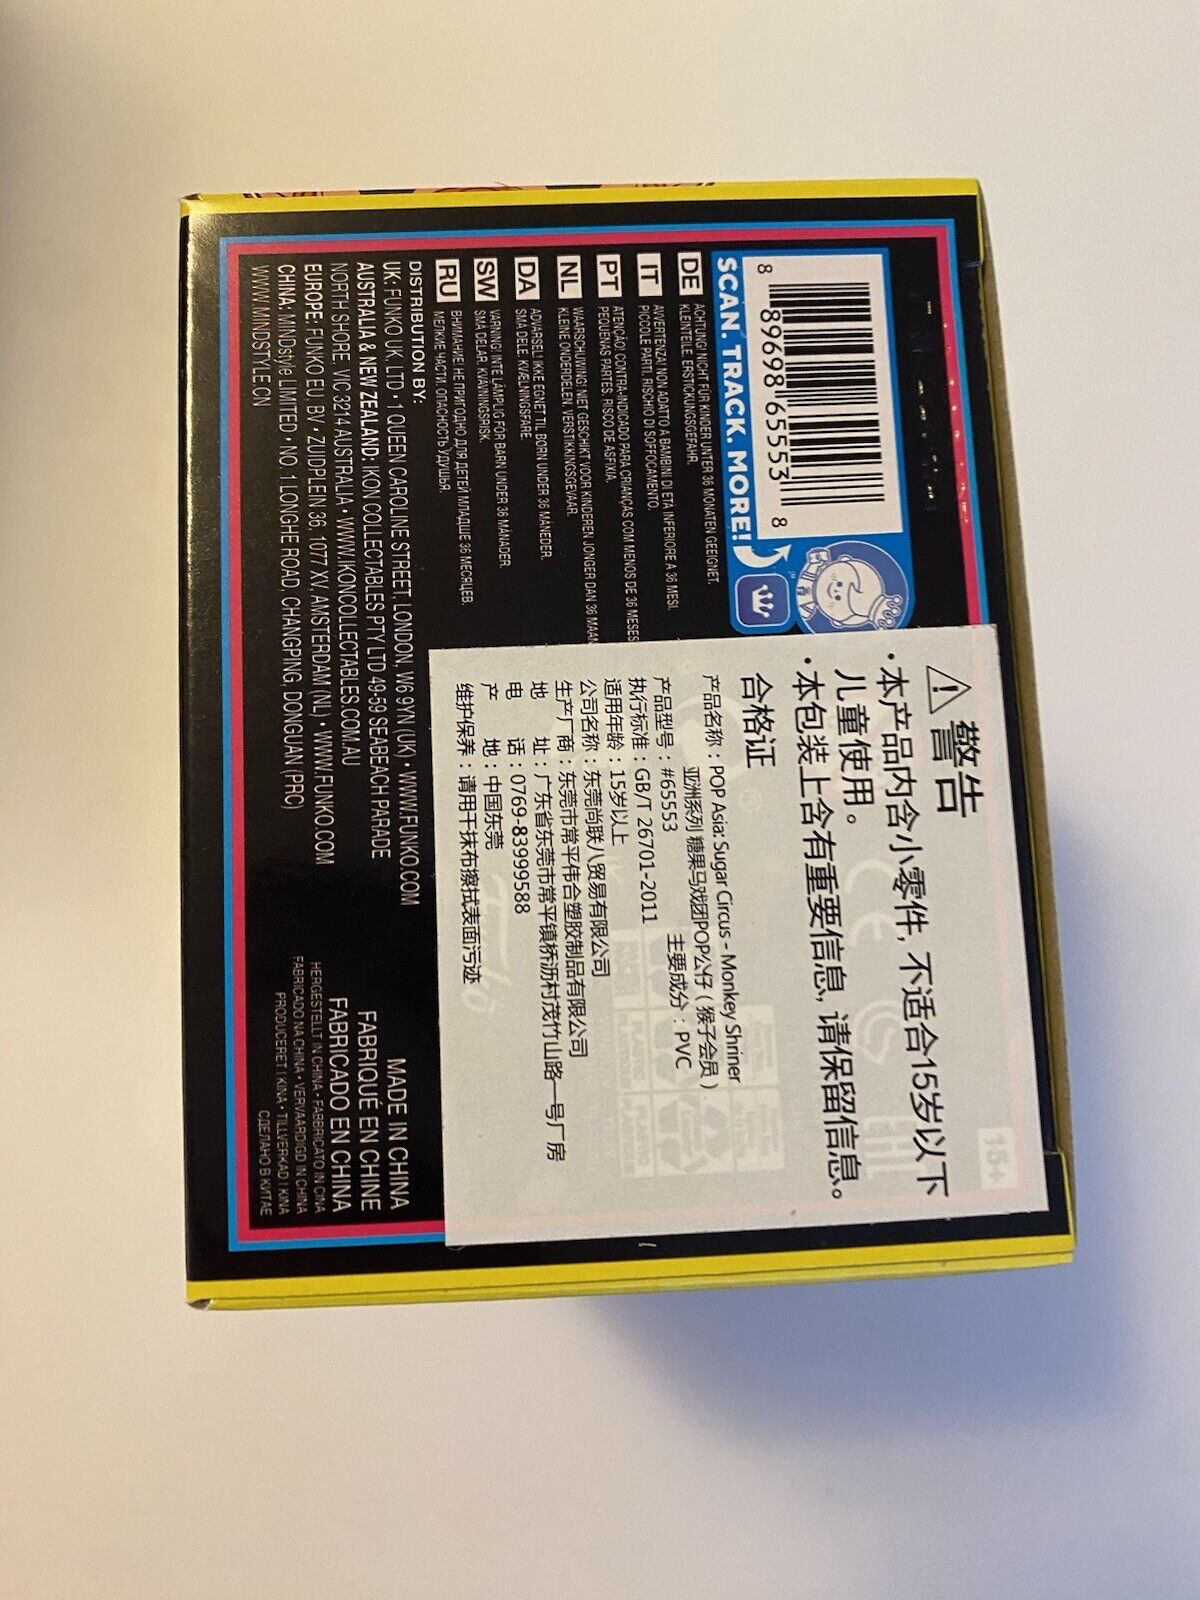 8 89698 65553 8
SCAN. TRACK. MORE!
DE ACHTUNG! NICHT FÜR KINDER UNTER 36 MONATEN GEEIGNET.
KLEINTEILE. ERSTICKUNGSGEFAHR.
IT AVVERTENZA! NON ADATTO A BAMBINI DI ETÀ INFERIORE A 36 MESI.
PICCOLE PARTI. RISCHIO DI SOFFOCAMENTO.
PT ATENÇÃO! CONTRA-INDICADO PARA CRIANÇAS COM MENOS DE 36 MESES
PEQUENAS PARTES. RISCO DE ASFIXIA.
NL WAARSCHUWING! NIET GESCHIKT VOOR KINDEREN JONGER DAN 36
KLEINE ONDERDELEN. VERSTIKKINGSGEVAAR.
DA ADVARSEL! IKKE EGNET TIL BØRN UNDER 36 MÅNEDER.
SMÅ DELE. KVÆLNINGSFARE.
SW VARNING! INTE LÄMPLIG FÖR BARN UNDER 36 MÅNADER.
SMÅ DELAR. KVÄVNINGSRISK.
RU ВНИМАНИЕ! НЕ ПРИГОДНО ДЛЯ ДЕТЕЙ МЛАДШЕ 36 МЕСЯЦЕВ.
МЕЛКИЕ ЧАСТИ. ОПАСНОСТЬ УДУШЬЯ.
DISTRIBUTION BY:
UK: FUNKO UK, LTD • 1 QUEEN CAROLINE STREET, LONDON, W6 9YN (UK) • WWW.FUNKO.COM
AUSTRALIA & NEW ZEALAND: IKON COLLECTABLES PTY LTD 49-59 SEABEACH PARADE
NORTH SHORE, VIC, 3214 AUSTRALIA • WWW.IKONCOLLECTABLES.COM.AU
EUROPE: FUNKO EU BV • ZUIDPLEIN 36, 1077 XV, AMSTERDAM (NL) • WWW.FUNKO.COM
CHINA: MINDstyle LIMITED • NO. 1 LONGHE ROAD, CHANGPING, DONGGUAN (PRC)
WWW.MINDSTYLE.CN
⚠警告
•本产品内含小零件, 不适合15岁以下
儿童使用。
•本包装上含有重要信息, 请保留信息。
合格证
产品名称：POP Asia: Sugar Circus - Monkey Shriner
亚洲系列 糖果马戏团POP公仔 ( 猴子会员 )
产品型号：#65553 主要成分：PVC
执行标准：GB/T 26701-2011
适用年龄：15岁以上
公司名称：东莞尚联八贸易有限公司
生产厂商：东莞市常平伟合塑胶制品有限公司
地 址：广东省东莞市常平镇桥沥村茂竹山路一号厂房
电 话：0769-83999588
产 地：中国东莞
维护保养：请用干抹布擦拭表面污迹
15+
MADE IN CHINA
FABRIQUÉ EN CHINE
FABRICADO EN CHINA
HERGESTELLT IN CHINA • FABBRICATO IN CINA
FABRICADO NA CHINA • VERVAARDIGD IN CHINA
PRODUCERET I KINA • TILLVERKAD I KINA
СДЕЛАНО В КИТАЕ